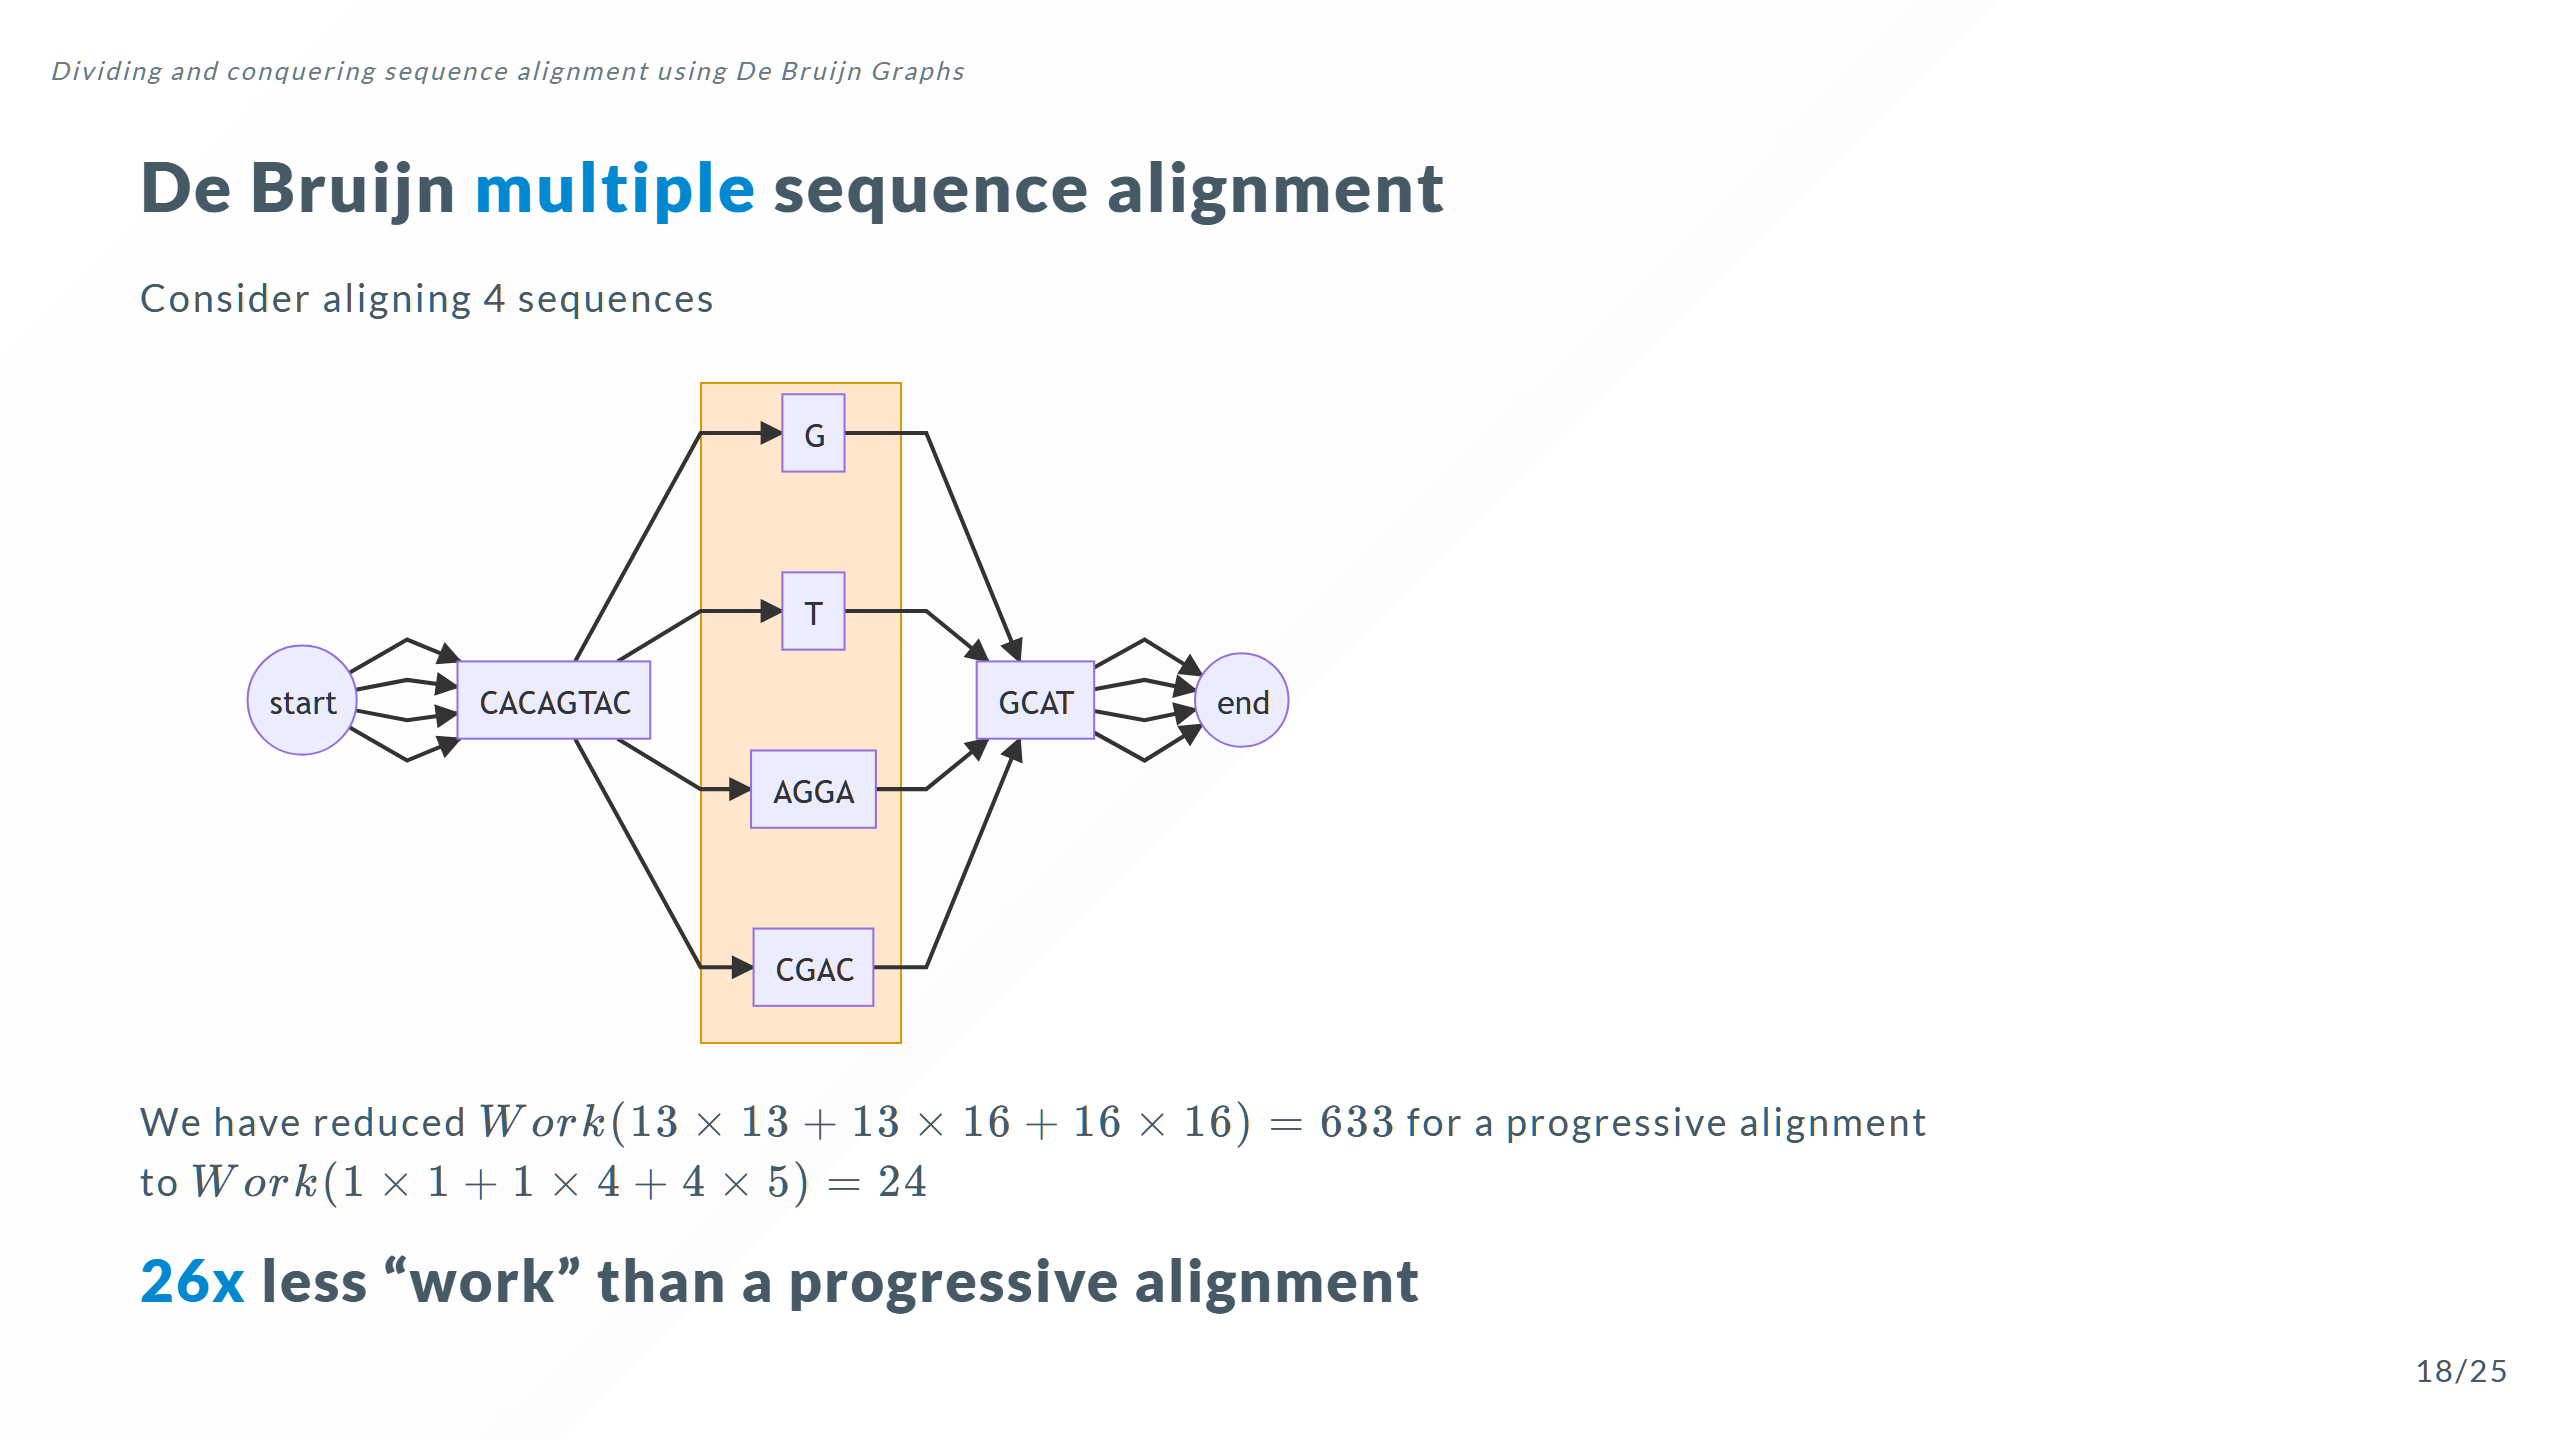 Dividing and conquering sequence alignment using De Bruijn Graphs
De Bruijn multiple sequence alignment
Consider aligning 4 sequences
G
T
start
CACAGTAC
GCAT
end
AGGA
CGAC
We have reduced Work(13 × 13 + 13 × 16 + 16 × 16) = 633 for a progressive alignment
to Work(1 × 1 + 1 × 4 + 4 × 5) = 24
26x less “work” than a progressive alignment
18/25